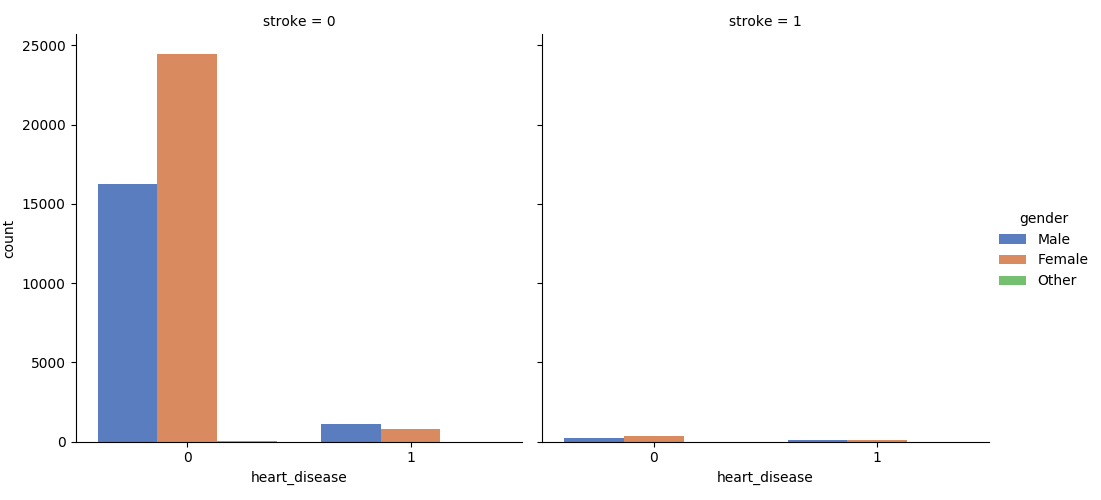 stroke = 0
stroke = 1
25000
20000
15000
10000
5000
0
count
0
1
heart_disease
0
1
heart_disease
gender
Male
Female
Other